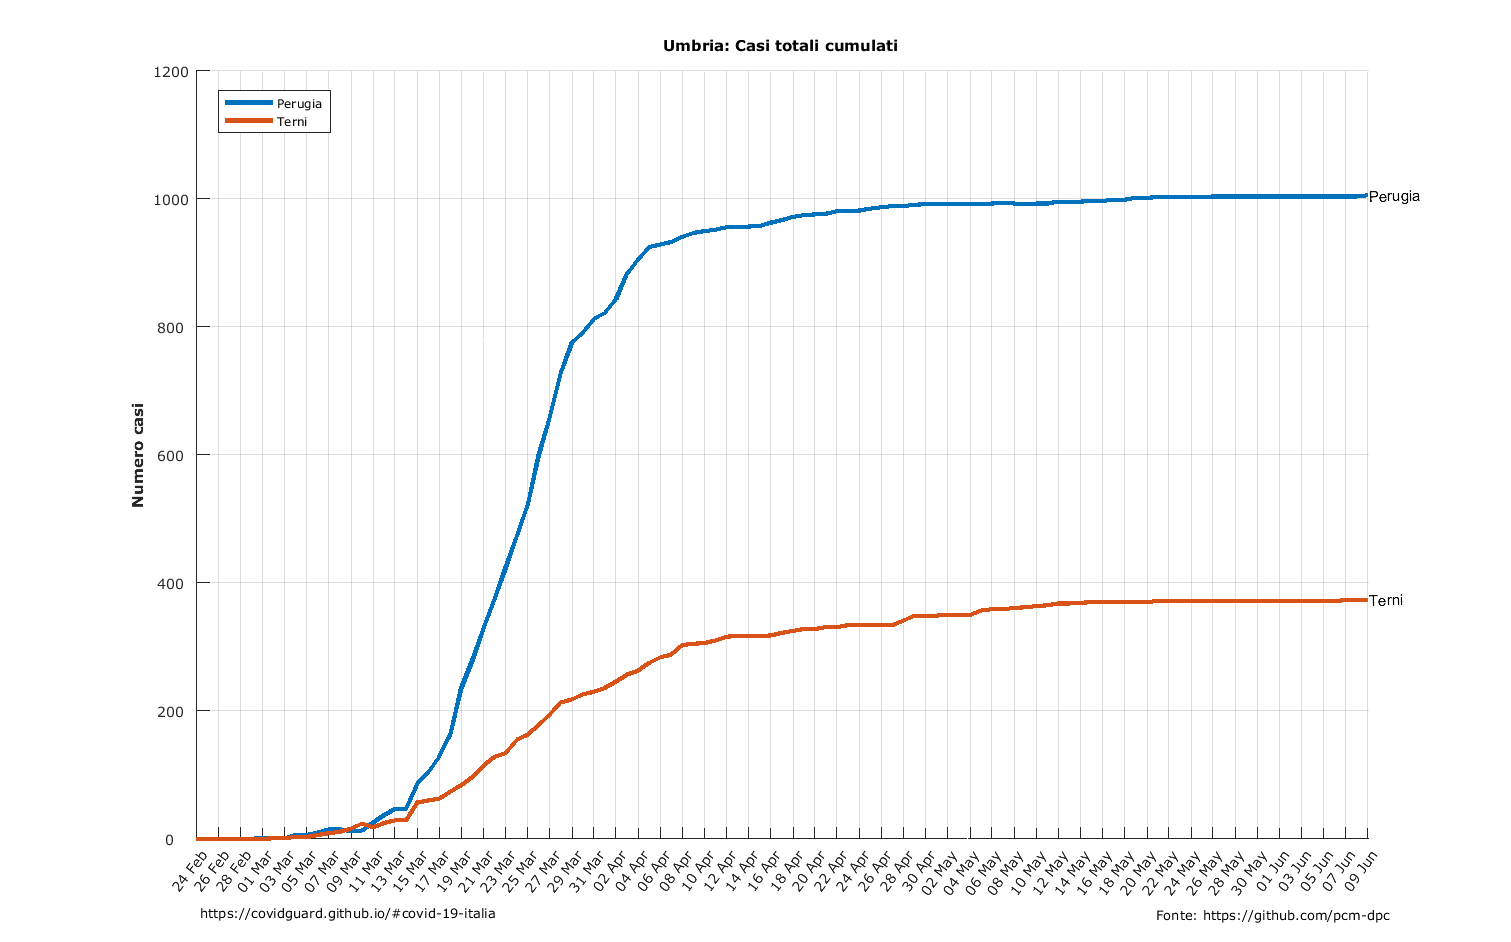 Umbria: Casi totali cumulati
Perugia
Terni
Numero casi
1200
1000
800
600
400
200
0
Perugia
Terni
24 Feb
26 Feb
28 Feb
01 Mar
03 Mar
05 Mar
07 Mar
09 Mar
11 Mar
13 Mar
15 Mar
17 Mar
19 Mar
21 Mar
23 Mar
25 Mar
27 Mar
29 Mar
31 Mar
02 Apr
04 Apr
06 Apr
08 Apr
10 Apr
12 Apr
14 Apr
16 Apr
18 Apr
20 Apr
22 Apr
24 Apr
26 Apr
28 Apr
30 Apr
02 May
04 May
06 May
08 May
10 May
12 May
14 May
16 May
18 May
20 May
22 May
24 May
26 May
28 May
30 May
01 Jun
03 Jun
05 Jun
07 Jun
09 Jun
https://covidguard.github.io/#covid-19-italia
Fonte: https://github.com/pcm-dpc